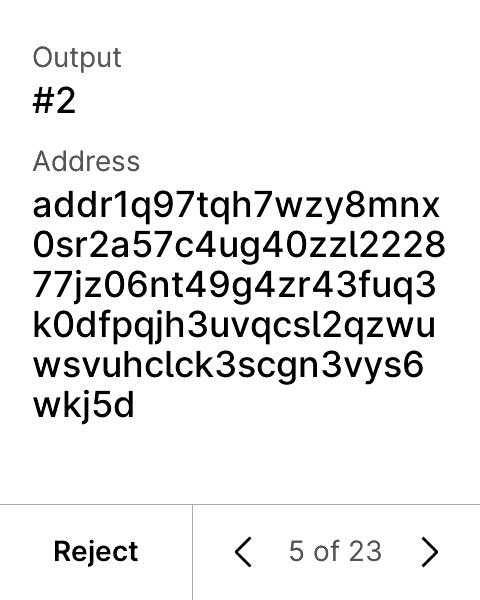 Output
#2
Address
addr1q97tqh7wzy8mnx
0sr2a57c4ug40zzl2228
77jz06nt49g4zr43fuq3
k0dfpqjh3uvqcsl2qzwu
wsvuhclck3scgn3vys6
wkj5d
Reject
5 of 23